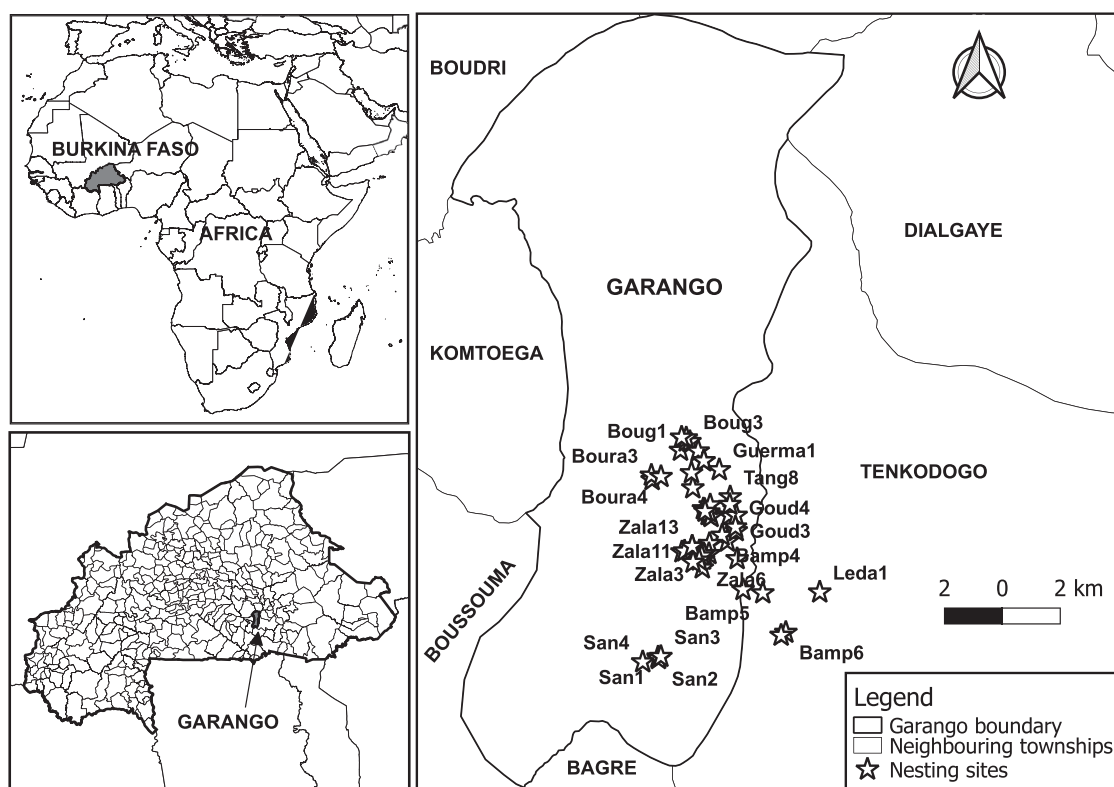 BURKINA FASO
AFRICA
GARANGO
BOUDRI
DIALGAYE
GARANGO
KOMTOEGA
TENKODOGO
BOUSSOUMA
BAGRE
Boug1
Boug3
Guerma1
Boura3
Tang8
Boura4
Goud4
Zala13
Goud3
Zala11
Bamp4
Zala3
Zala6
Leda1
Bamp5
San3
San4
Bamp6
San1
San2
2 0 2 km
Legend
Garango boundary
Neighbouring townships
Nesting sites